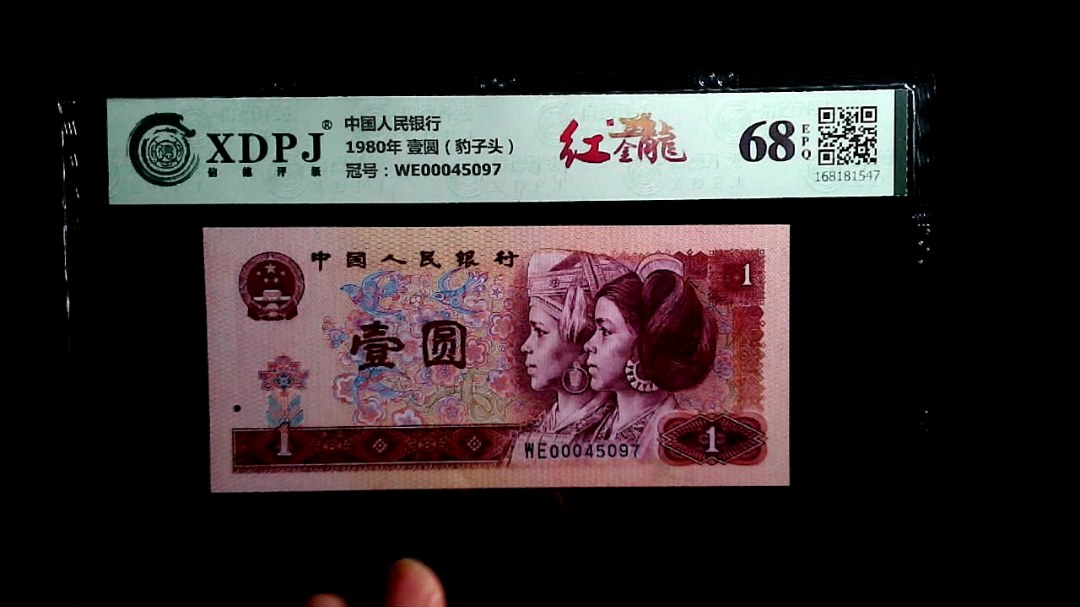 XDPJ®
信德评级
中国人民银行
1980年 壹圆（豹子头）
冠号：WE00045097
红金龍
68
EPQ
168181547
中国人民银行
1
壹圆
1
WE00045097
1